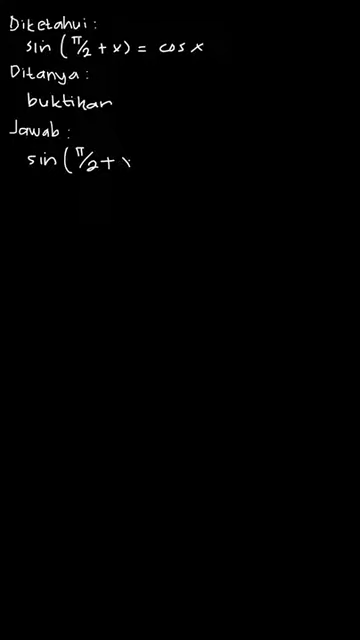 Diketahui :
sin (π/2 + x) = cos x
Ditanya :
buktikan
Jawab :
sin (π/2 +